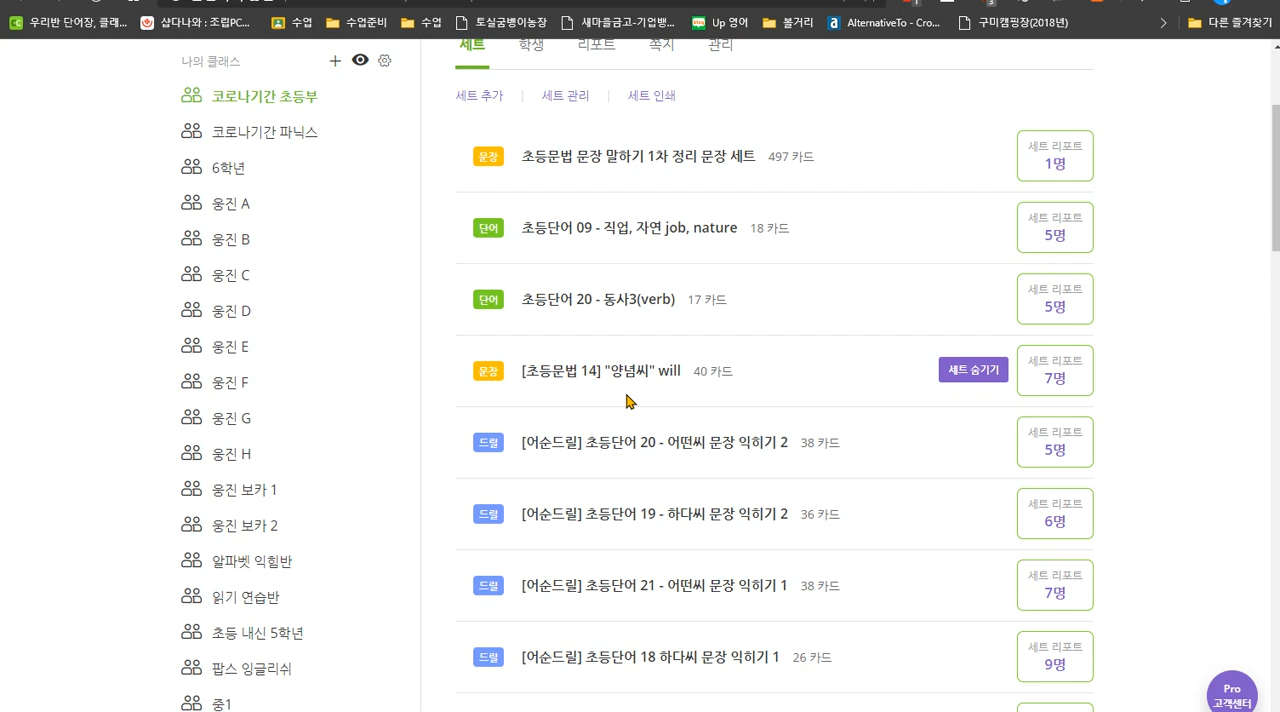 우리반 단어장, 클래... 샵다나와 : 조립PC... 수업 수업준비 수업 토실금뱅이농장 새마을금고-기업뱅... Up 영어 볼거리 AlternativeTo - Cro... 구미캠핑장(2018년) 다른 즐겨찾기
나의 클래스
코로나기간 초등부
코로나기간 파닉스
6학년
웅진 A
웅진 B
웅진 C
웅진 D
웅진 E
웅진 F
웅진 G
웅진 H
웅진 보카 1
웅진 보카 2
알파벳 익힘반
읽기 연습반
초등 내신 5학년
팝스 잉글리쉬
중1
세트 학생 리포트 쪽지 관리
세트 추가 | 세트 관리 | 세트 인쇄
문장 초등문법 문장 말하기 1차 정리 문장 세트 497 카드
세트 리포트
1명
단어 초등단어 09 - 직업, 자연 job, nature 18 카드
세트 리포트
5명
단어 초등단어 20 - 동사3(verb) 17 카드
세트 리포트
5명
문장 [초등문법 14] "양념씨" will 40 카드 세트 숨기기
세트 리포트
7명
드릴 [어순드릴] 초등단어 20 - 어떤씨 문장 익히기 2 38 카드
세트 리포트
5명
드릴 [어순드릴] 초등단어 19 - 하다씨 문장 익히기 2 36 카드
세트 리포트
6명
드릴 [어순드릴] 초등단어 21 - 어떤씨 문장 익히기 1 38 카드
세트 리포트
7명
드릴 [어순드릴] 초등단어 18 하다씨 문장 익히기 1 26 카드
세트 리포트
9명
Pro
고객센터